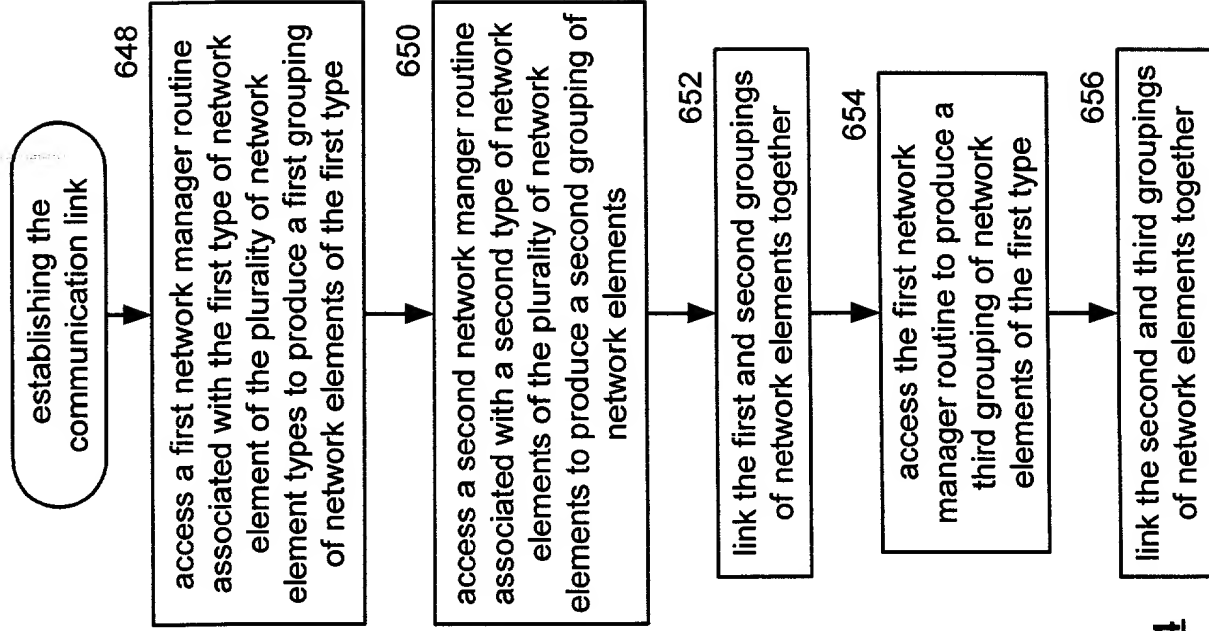 establishing the
communication link
648
access a first network manager routine
associated with the first type of network
element of the plurality of network
element types to produce a first grouping
of network elements of the first type
650
access a second network manger routine
associated with a second type of network
elements of the plurality of network
elements to produce a second grouping of
network elements
652
link the first and second groupings
of network elements together
654
access the first network
manager routine to produce a
third grouping of network
elements of the first type
656
link the second and third groupings
of network elements together